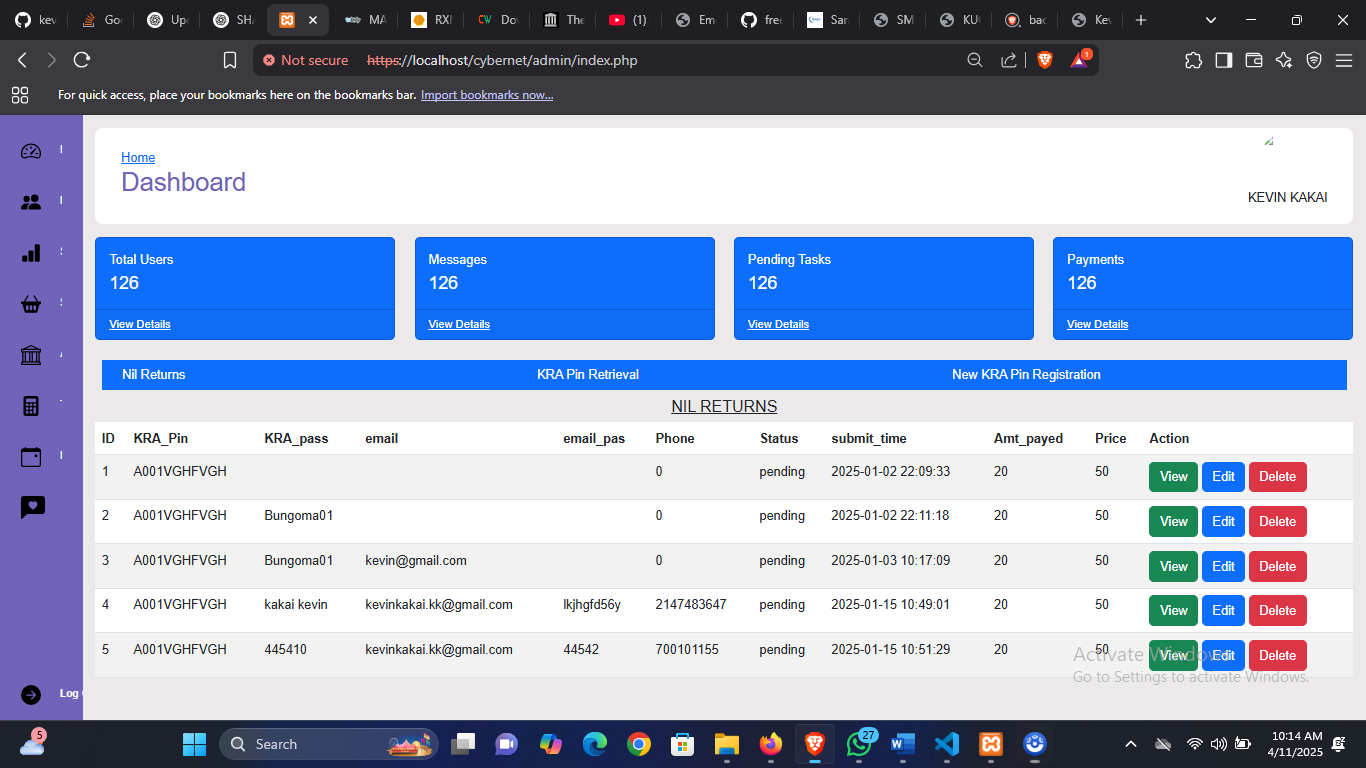 kev
Go
Up
SH
MA
RXN
CW
Do
The
(1)
Em
free
San
SM
KU
bac
Kev
Not secure https://localhost/cybernet/admin/index.php
1
For quick access, place your bookmarks here on the bookmarks bar. Import bookmarks now...
Home
Dashboard
KEVIN KAKAI
Total Users Messages Pending Tasks Payments
126 126 126 126
View Details View Details View Details View Details
Nil Returns KRA Pin Retrieval New KRA Pin Registration
NIL RETURNS
ID KRA_Pin KRA_pass email email_pas Phone Status submit_time Amt_payed Price Action
1 A001VGHFVGH 0 pending 2025-01-02 22:09:33 20 50 View Edit Delete
2 A001VGHFVGH Bungoma01 0 pending 2025-01-02 22:11:18 20 50 View Edit Delete
3 A001VGHFVGH Bungoma01 kevin@gmail.com 0 pending 2025-01-03 10:17:09 20 50 View Edit Delete
4 A001VGHFVGH kakai kevin kevinkakai.kk@gmail.com lkjhgfd56y 2147483647 pending 2025-01-15 10:49:01 20 50 View Edit Delete
5 A001VGHFVGH 445410 kevinkakai.kk@gmail.com 44542 700101155 pending 2025-01-15 10:51:29 20 50 View Edit Delete
Activate Windows
Go to Settings to activate Windows.
Log
5
Search
27
10:14 AM
4/11/2025